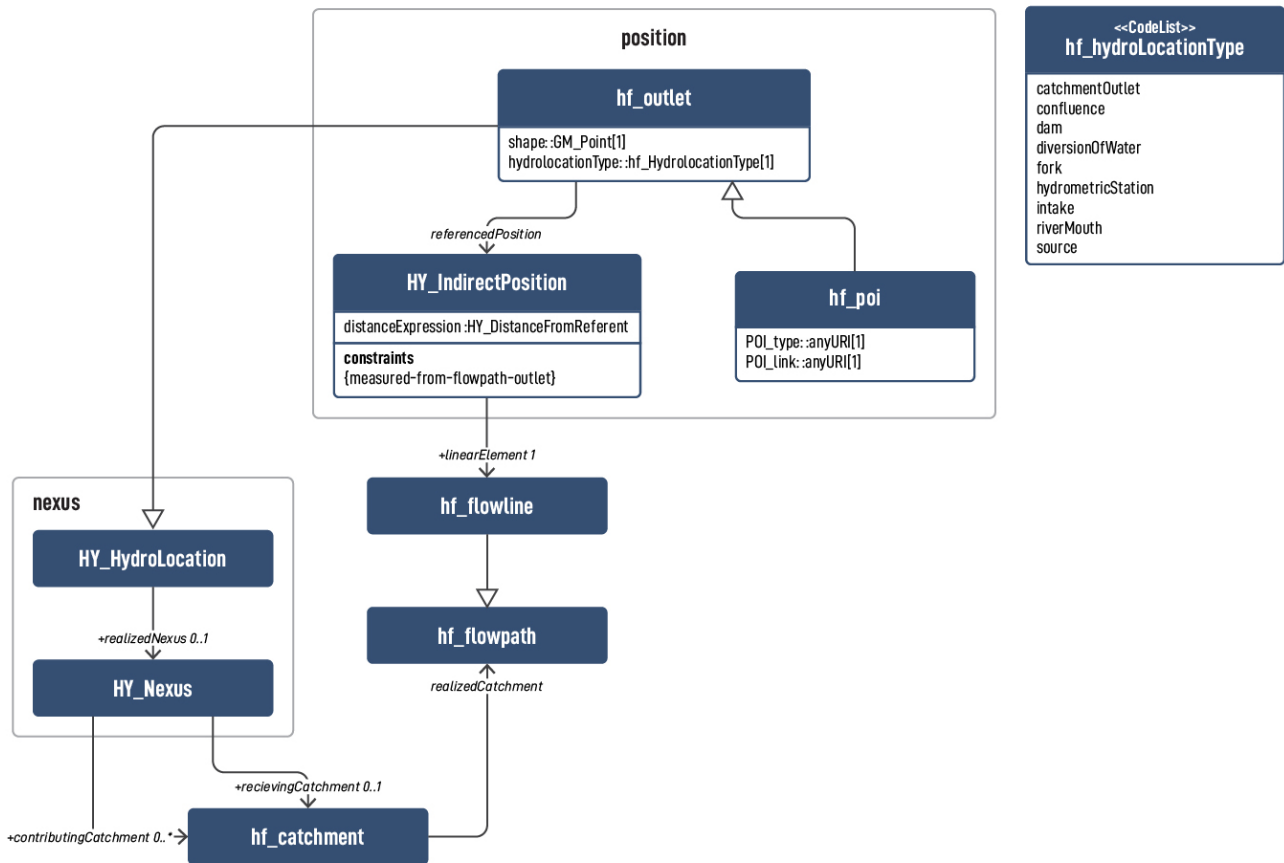 position
hf_outlet
shape::GM_Point[1]
hydrolocationType::hf_HydrolocationType[1]
referencedPosition
HY_IndirectPosition
distanceExpression:HY_DistanceFromReferent
constraints
{measured-from-flowpath-outlet}
hf_poi
POI_type::anyURI[1]
POI_link::anyURI[1]
<<CodeList>>
hf_hydroLocationType
catchmentOutlet
confluence
dam
diversionOfWater
fork
hydrometricStation
intake
riverMouth
source
+linearElement 1
hf_flowline
hf_flowpath
realizedCatchment
nexus
HY_HydroLocation
+realizedNexus 0..1
HY_Nexus
+recievingCatchment 0..1
+contributingCatchment 0..*
hf_catchment